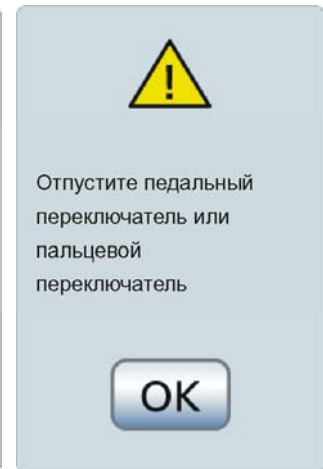 !
Отпустите педальный
переключатель или
пальцевой
переключатель
OK